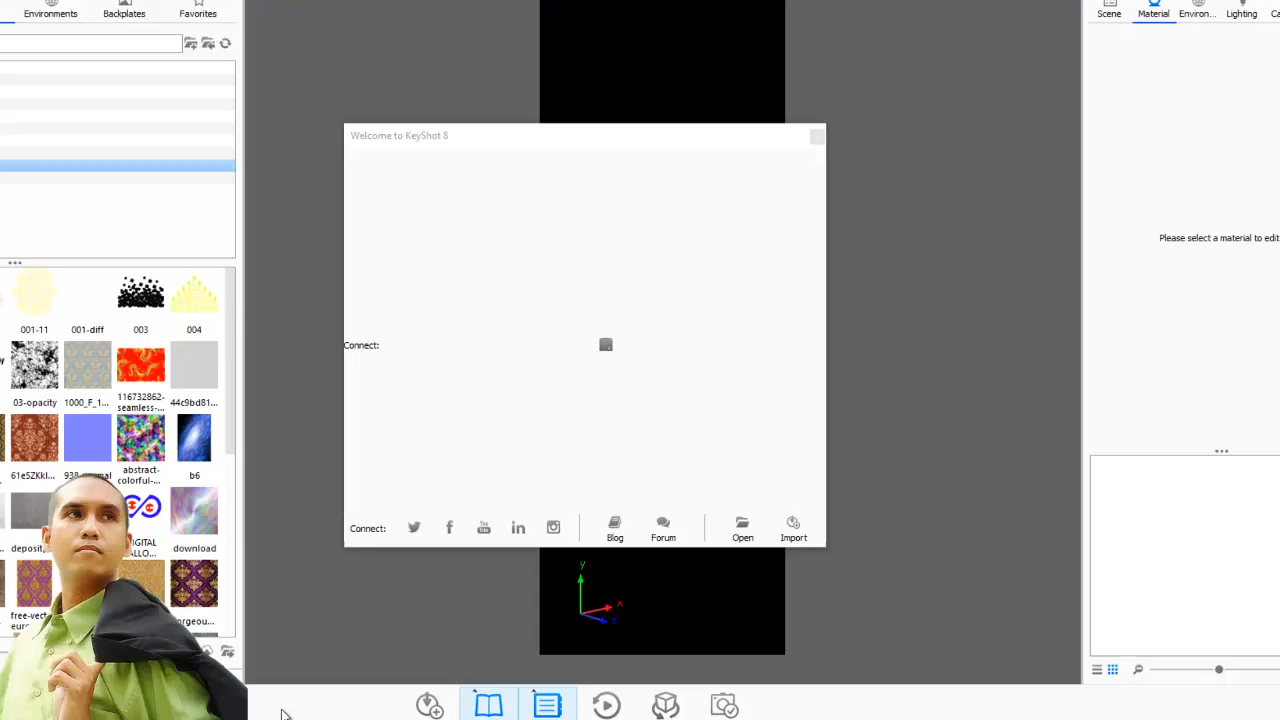 Environments Backplates Favorites
Scene Material Environ... Lighting Ca
Welcome to KeyShot 8
Please select a material to edit
001-11 001-diff 003 004
Connect:
03-opacity 1000_F_1... 116732862-seamless-... 44c9bd81...
61e5ZKkI... abstract-colorful-... b6
deposit download
free-vect
Connect: Blog Forum Open Import
y
x
z